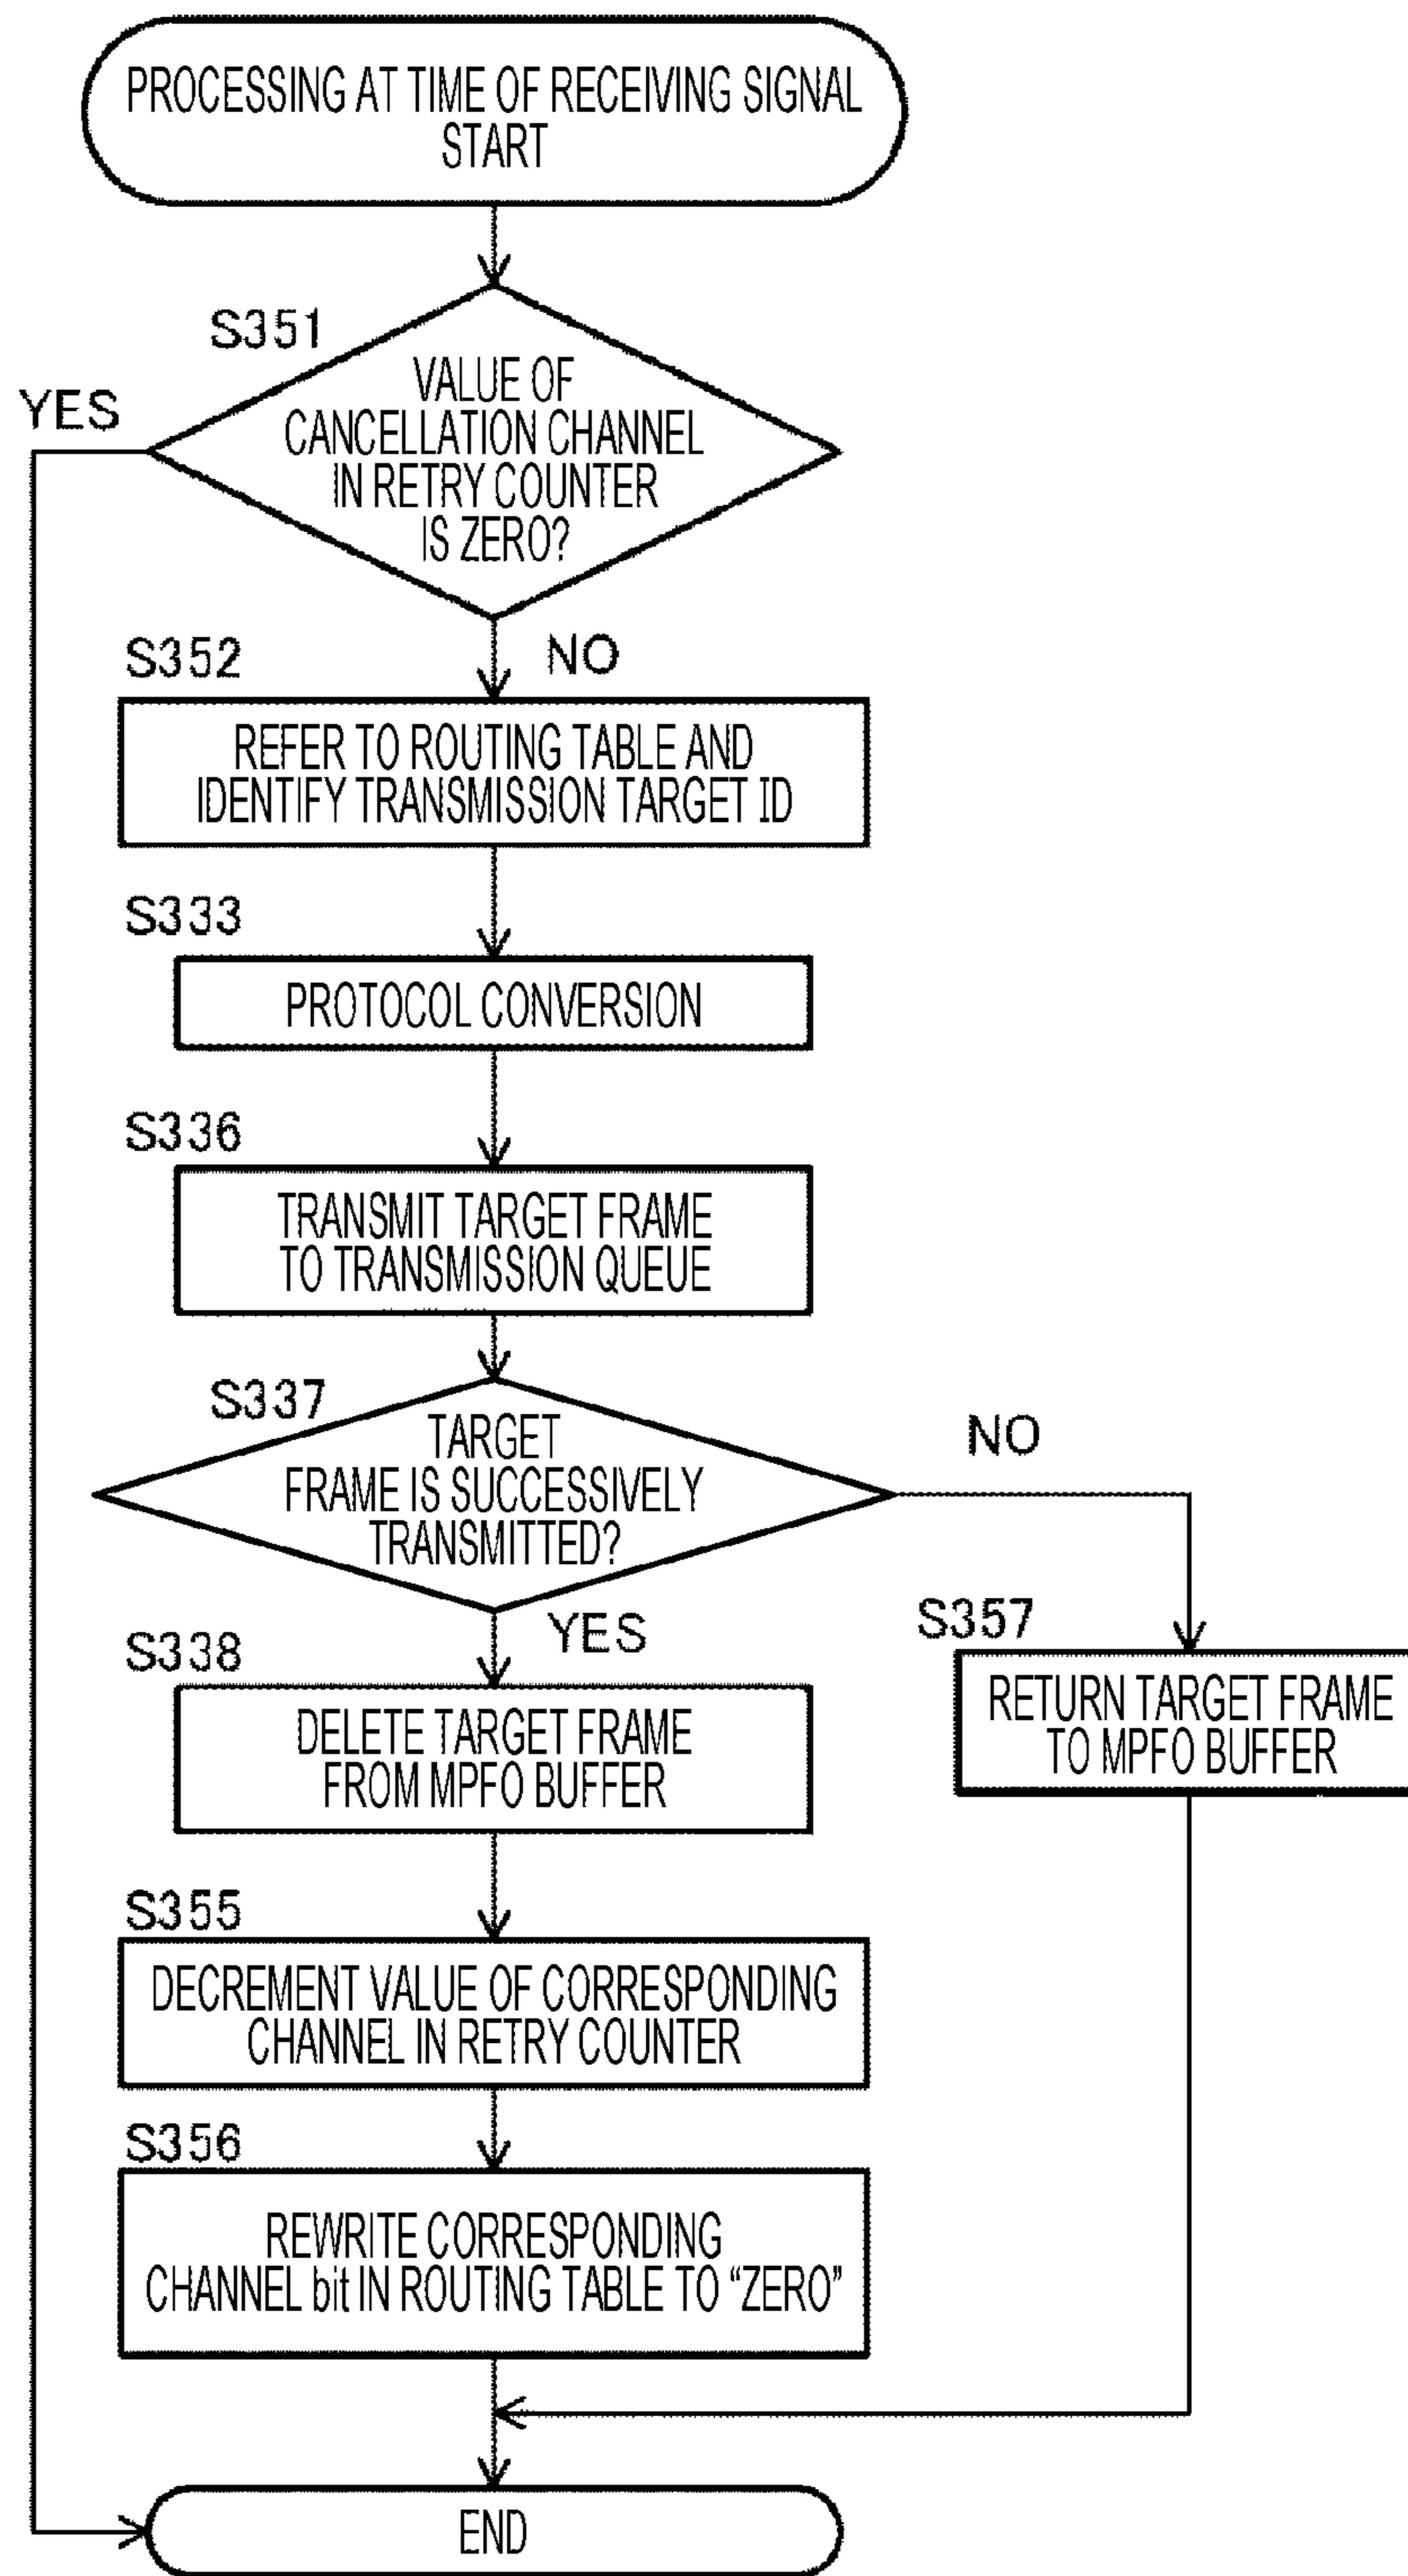 PROCESSING AT TIME OF RECEIVING SIGNAL
START
S351
VALUE OF
CANCELLATION CHANNEL
IN RETRY COUNTER
IS ZERO?
YES
NO
S352
REFER TO ROUTING TABLE AND
IDENTIFY TRANSMISSION TARGET ID
S333
PROTOCOL CONVERSION
S336
TRANSMIT TARGET FRAME
TO TRANSMISSION QUEUE
S337
TARGET
FRAME IS SUCCESSIVELY
TRANSMITTED?
NO
YES
S357
RETURN TARGET FRAME
TO MPFO BUFFER
S338
DELETE TARGET FRAME
FROM MPFO BUFFER
S355
DECREMENT VALUE OF CORRESPONDING
CHANNEL IN RETRY COUNTER
S356
REWRITE CORRESPONDING
CHANNEL bit IN ROUTING TABLE TO “ZERO”
END